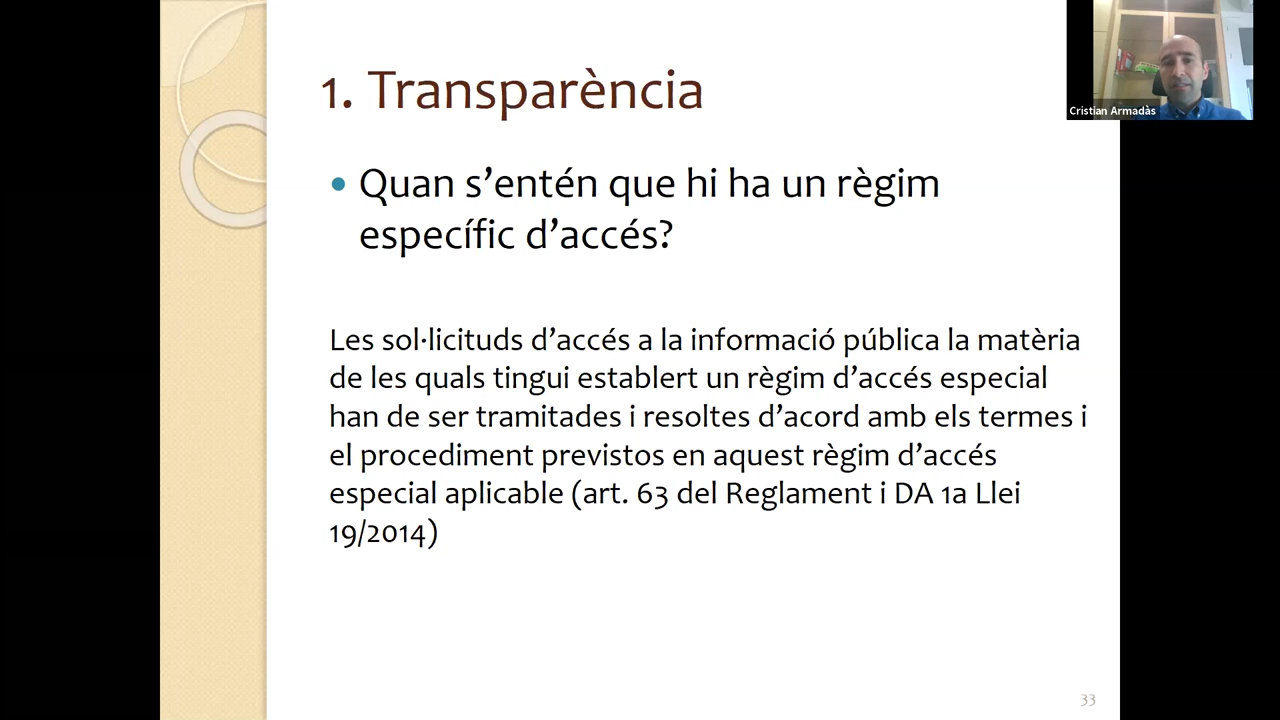 1. Transparència
Cristian Armadàs
• Quan s’entén que hi ha un règim
específic d’accés?
Les sol·licituds d’accés a la informació pública la matèria
de les quals tingui establert un règim d’accés especial
han de ser tramitades i resoltes d’acord amb els termes i
el procediment previstos en aquest règim d’accés
especial aplicable (art. 63 del Reglament i DA 1a Llei
19/2014)
33